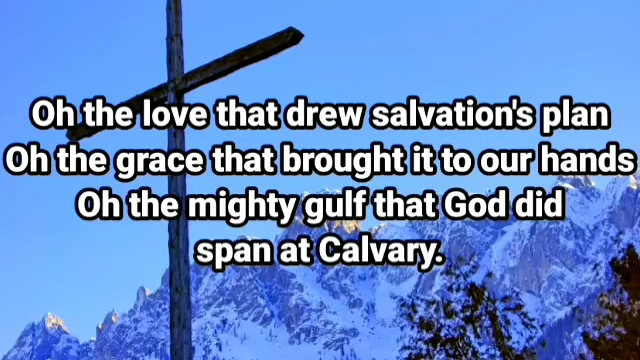 Oh the love that drew salvation's plan
Oh the grace that brought it to our hands
Oh the mighty gulf that God did
span at Calvary.